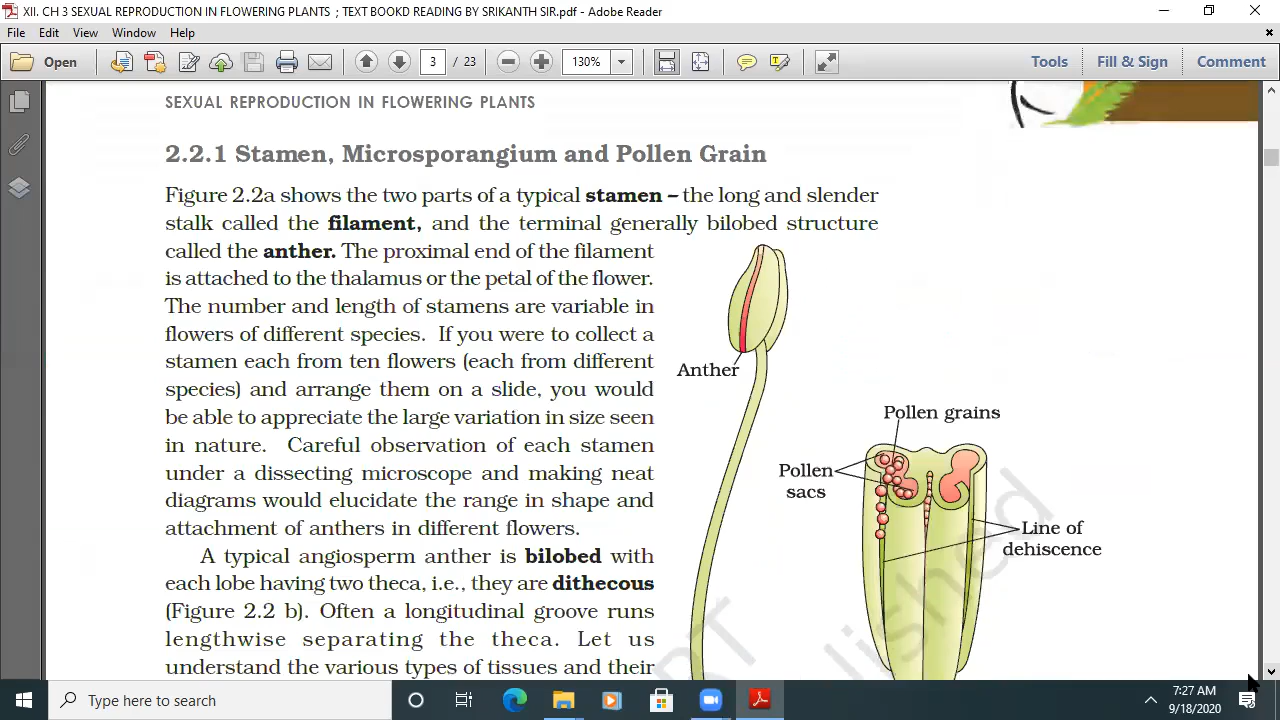 XII. CH 3 SEXUAL REPRODUCTION IN FLOWERING PLANTS ; TEXT BOOKD READING BY SRIKANTH SIR.pdf - Adobe Reader
File Edit View Window Help
Open 3 / 23 130% Tools Fill & Sign Comment
SEXUAL REPRODUCTION IN FLOWERING PLANTS
2.2.1 Stamen, Microsporangium and Pollen Grain
Figure 2.2a shows the two parts of a typical stamen – the long and slender
stalk called the filament, and the terminal generally bilobed structure
called the anther. The proximal end of the filament
is attached to the thalamus or the petal of the flower.
The number and length of stamens are variable in
flowers of different species. If you were to collect a
stamen each from ten flowers (each from different
species) and arrange them on a slide, you would
be able to appreciate the large variation in size seen
in nature. Careful observation of each stamen
under a dissecting microscope and making neat
diagrams would elucidate the range in shape and
attachment of anthers in different flowers.
A typical angiosperm anther is bilobed with
each lobe having two theca, i.e., they are dithecous
(Figure 2.2 b). Often a longitudinal groove runs
lengthwise separating the theca. Let us
understand the various types of tissues and their
Anther
Pollen grains
Pollen
sacs
Line of
dehiscence
Type here to search
7:27 AM
9/18/2020